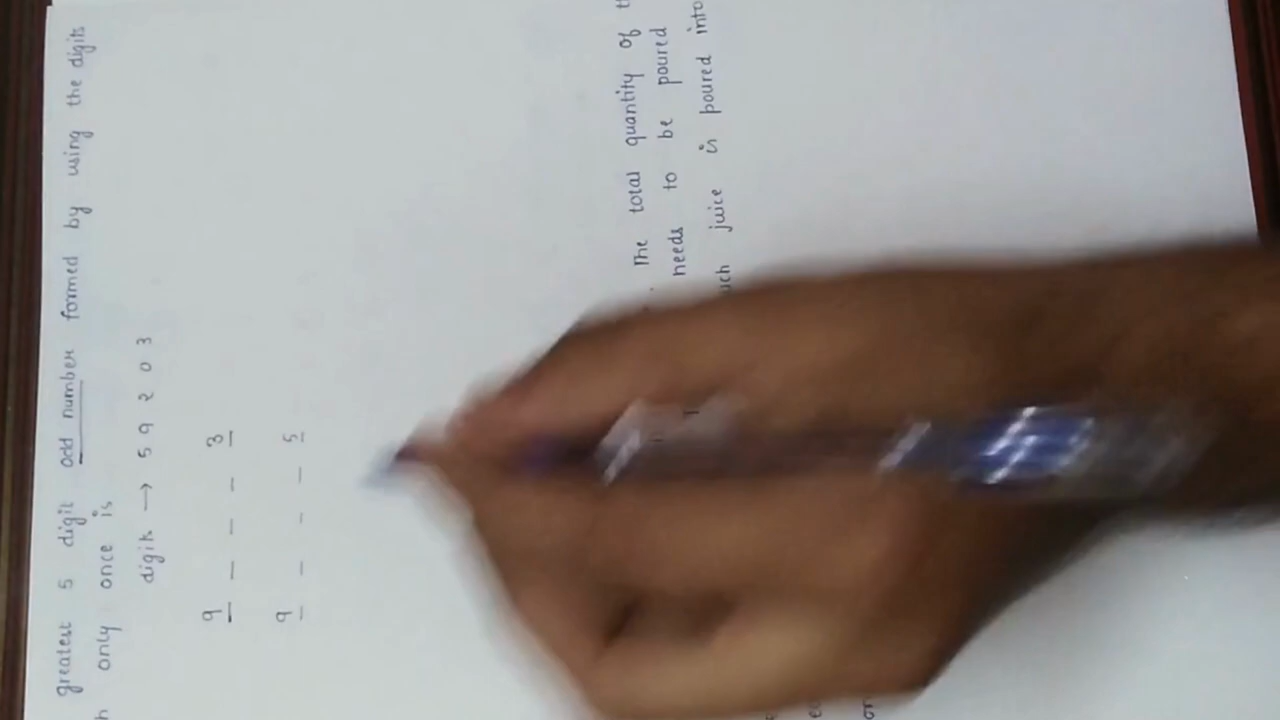 greatest 5 digit odd number formed by using the digits
only once is
digits → 5 9 2 0 3
9 _ _ _ 3
9 _ _ _ 5
The total quantity of
needs to be poured
juice is poured into